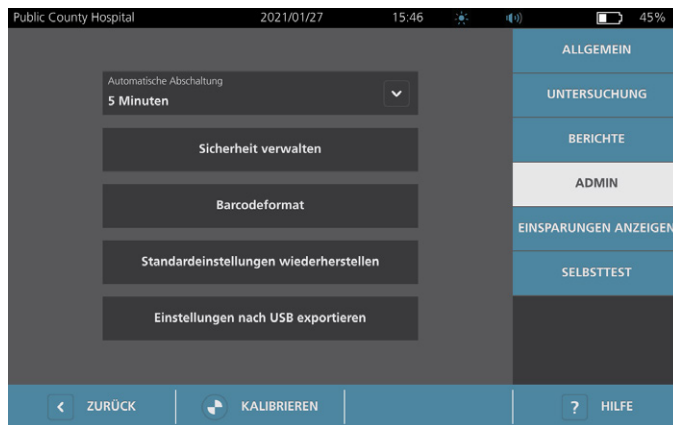 Public County Hospital 2021/01/27 15:46 45%
Automatische Abschaltung
5 Minuten
Sicherheit verwalten
Barcodeformat
Standardeinstellungen wiederherstellen
Einstellungen nach USB exportieren
ALLGEMEIN
UNTERSUCHUNG
BERICHTE
ADMIN
EINSPARUNGEN ANZEIGEN
SELBSTTEST
ZURÜCK KALIBRIEREN ? HILFE